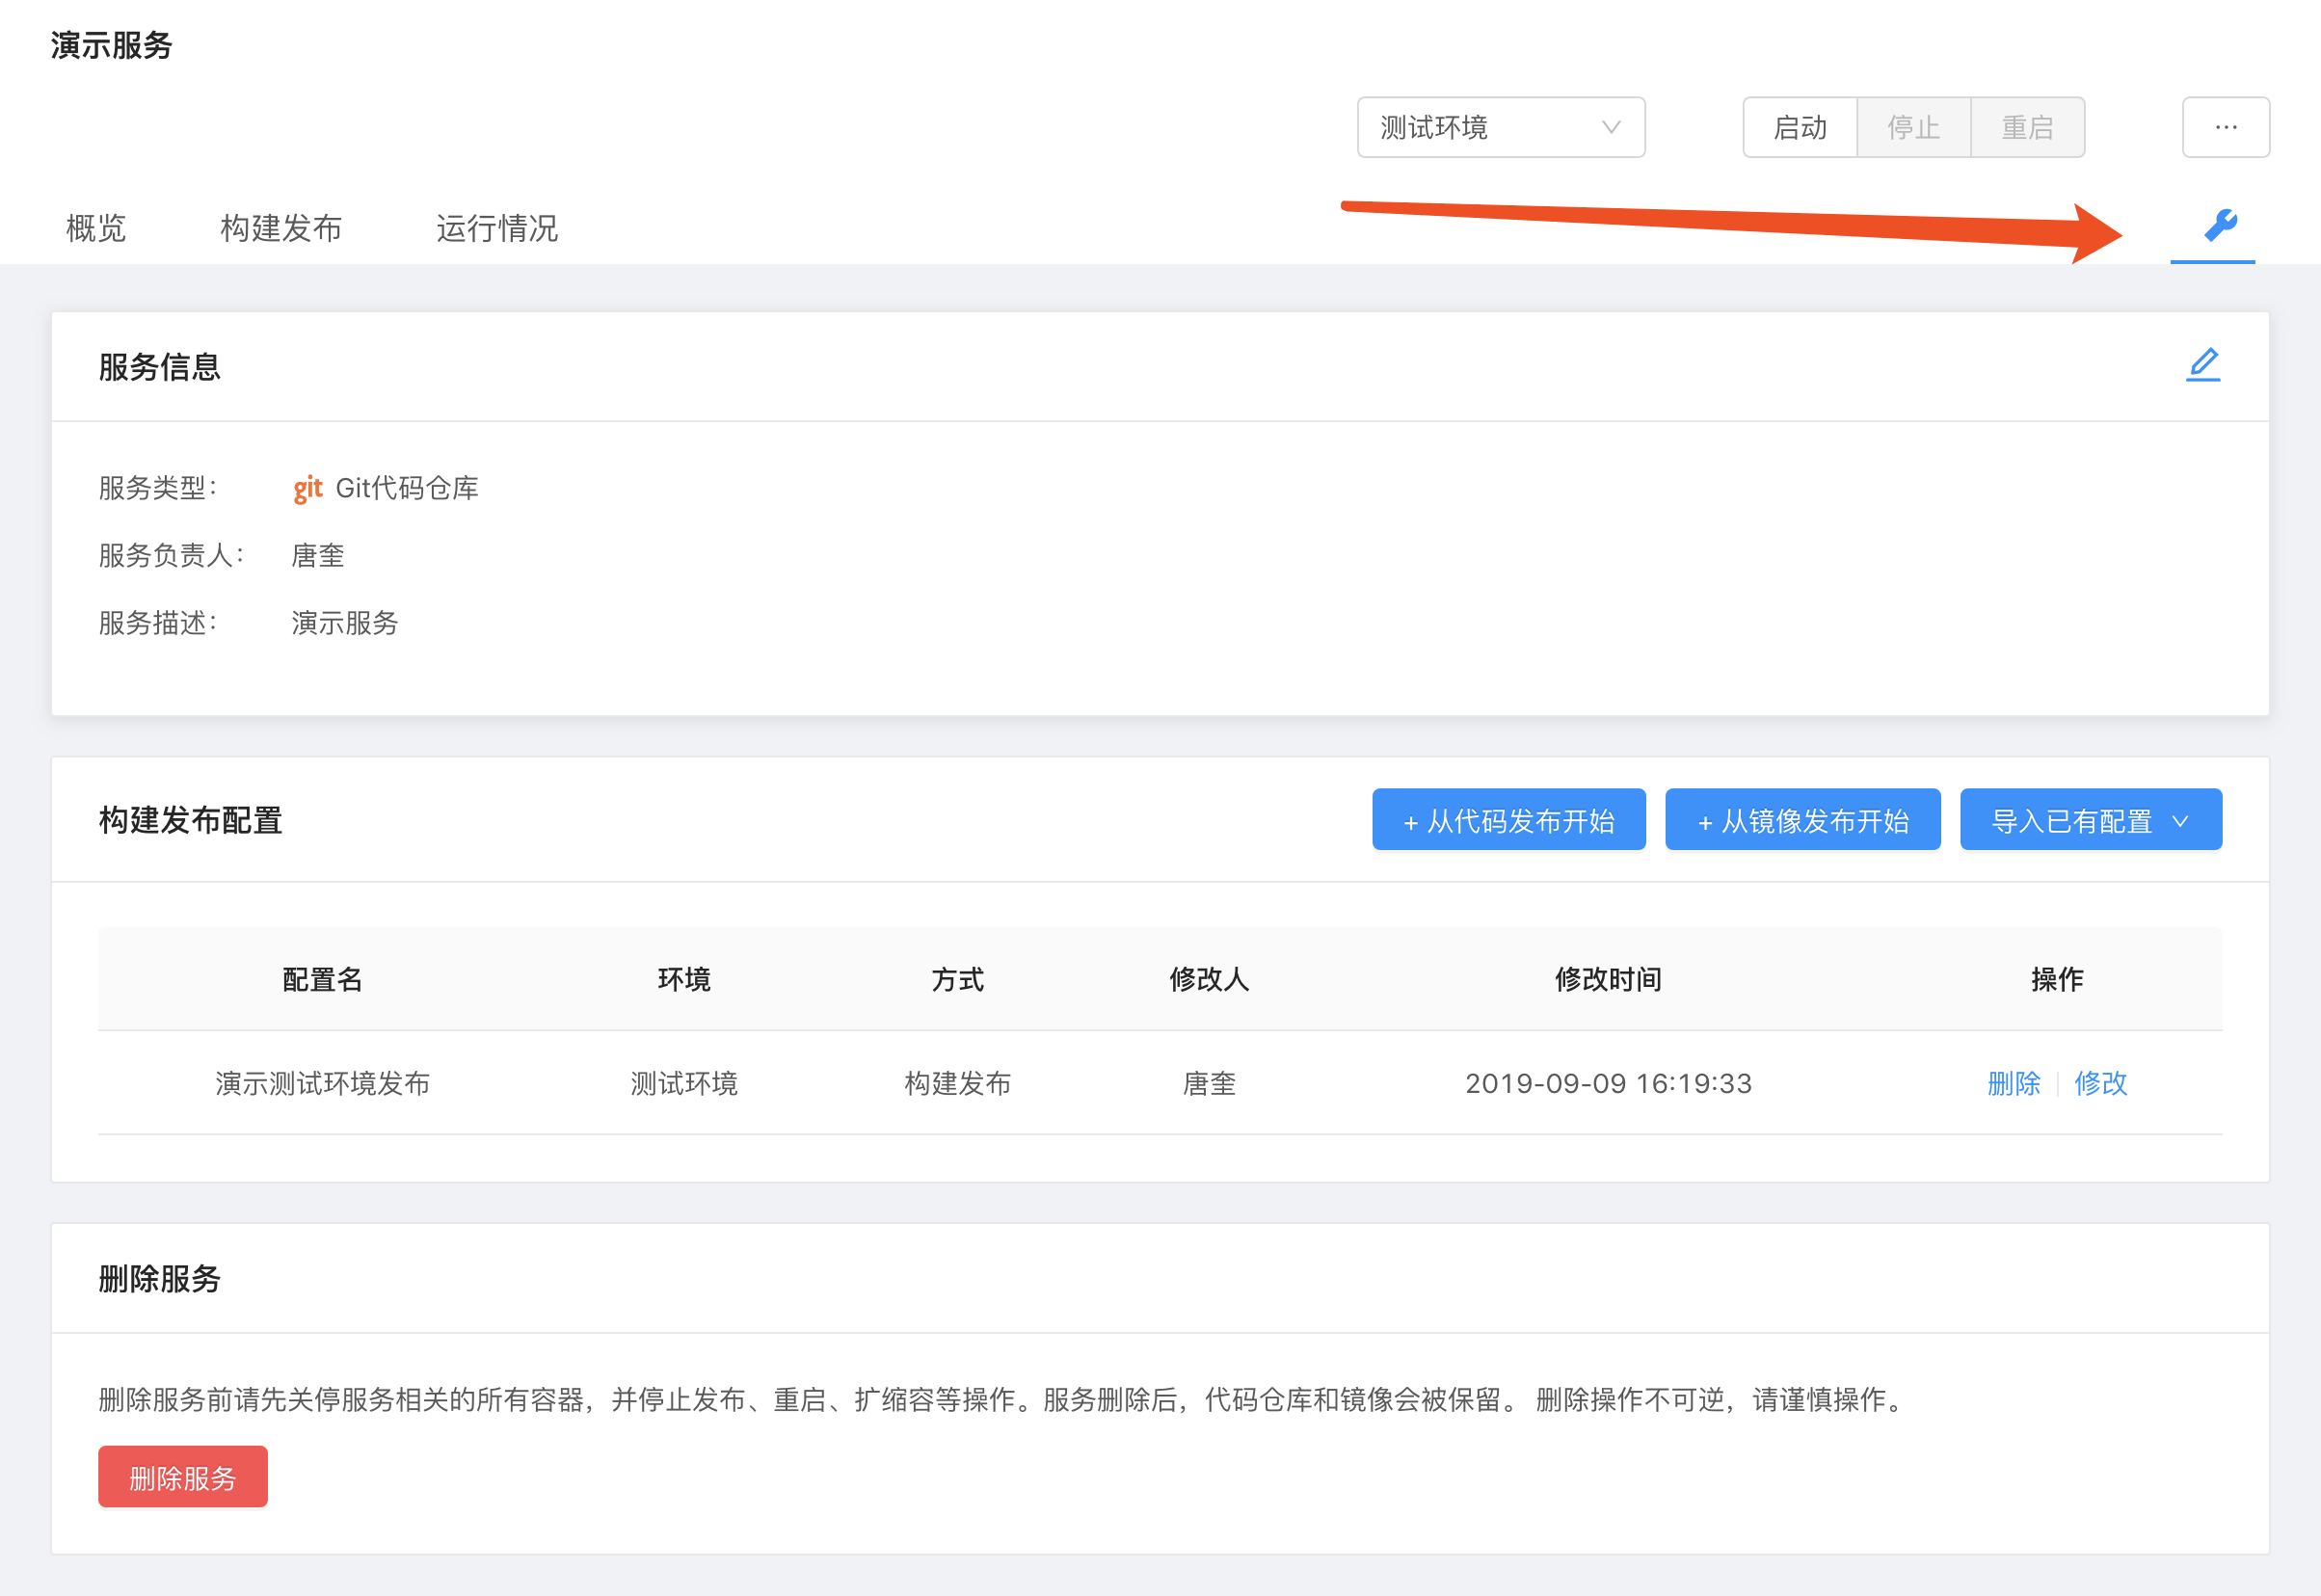 演示服务
测试环境 启动 停止 重启 ···
概览 构建发布 运行情况
服务信息
服务类型: git Git代码仓库
服务负责人: 唐奎
服务描述: 演示服务
构建发布配置 + 从代码发布开始 + 从镜像发布开始 导入已有配置
配置名 环境 方式 修改人 修改时间 操作
演示测试环境发布 测试环境 构建发布 唐奎 2019-09-09 16:19:33 删除 修改
删除服务
删除服务前请先关停服务相关的所有容器，并停止发布、重启、扩缩容等操作。服务删除后，代码仓库和镜像会被保留。 删除操作不可逆，请谨慎操作。
删除服务